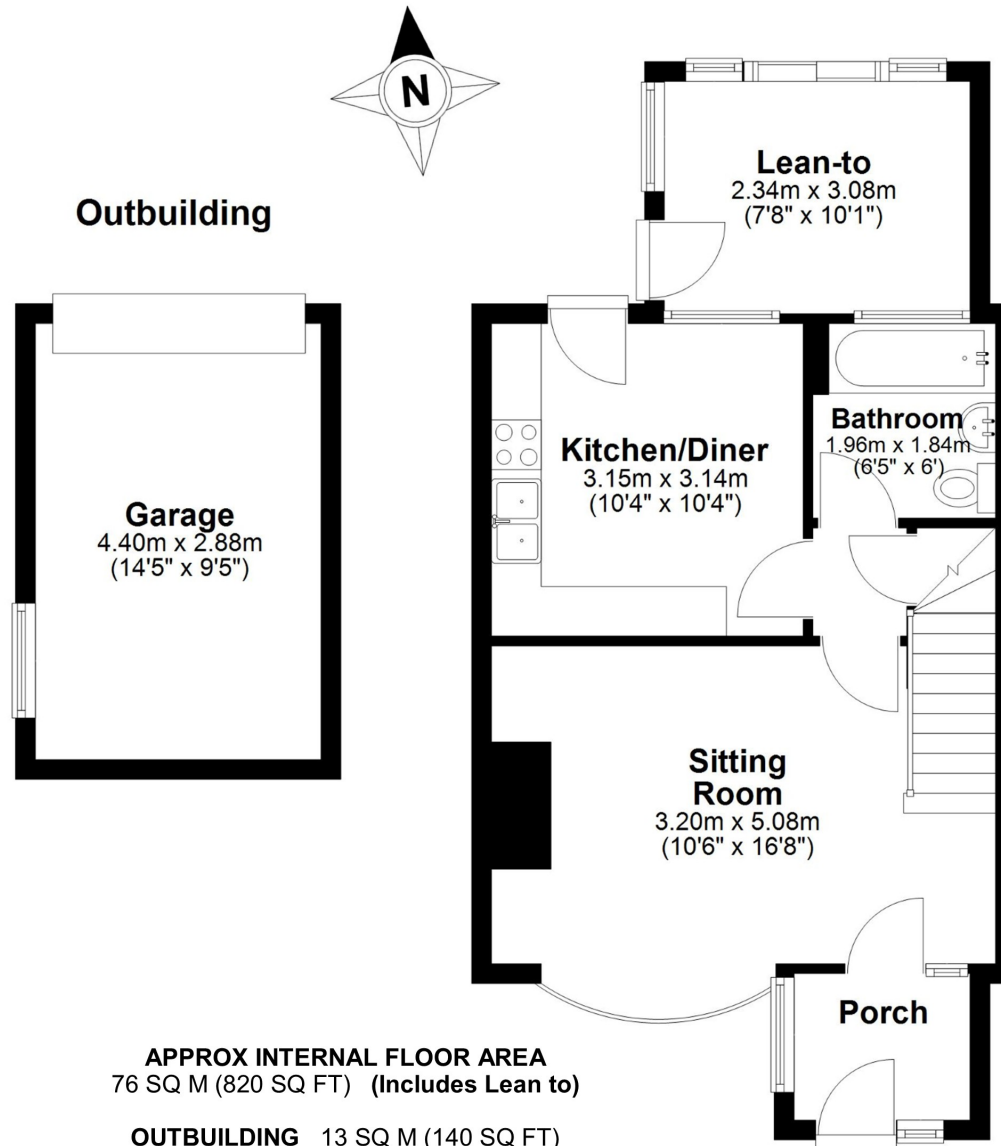 N
Outbuilding
Lean-to
2.34m x 3.08m
(7'8" x 10'1")
Garage
4.40m x 2.88m
(14'5" x 9'5")
Kitchen/Diner
3.15m x 3.14m
(10'4" x 10'4")
Bathroom
1.96m x 1.84m
(6'5" x 6')
Sitting
Room
3.20m x 5.08m
(10'6" x 16'8")
Porch
APPROX INTERNAL FLOOR AREA
76 SQ M (820 SQ FT) (Includes Lean to)
OUTBUILDING 13 SQ M (140 SQ FT)